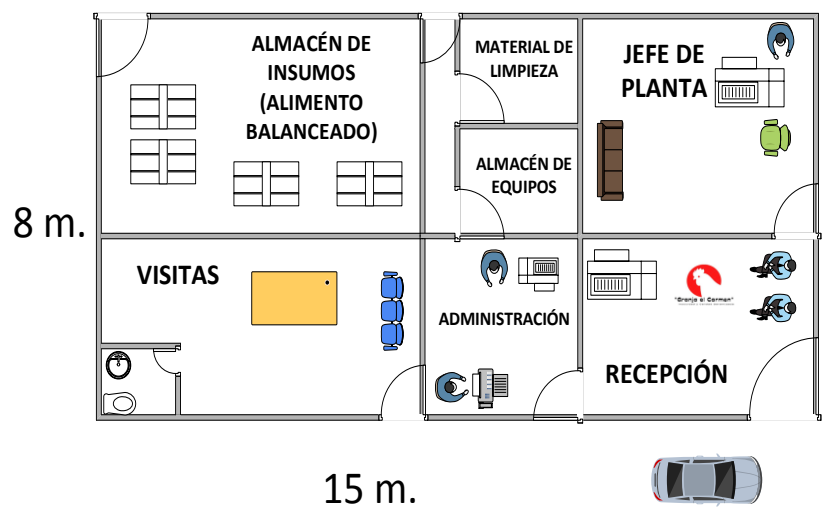 ALMACÉN DE
INSUMOS
(ALIMENTO
BALANCEADO)
MATERIAL DE
LIMPIEZA
JEFE DE
PLANTA
ALMACÉN DE
EQUIPOS
8 m.
VISITAS
ADMINISTRACIÓN
"Granja el Carmen"
RECEPCIÓN
15 m.